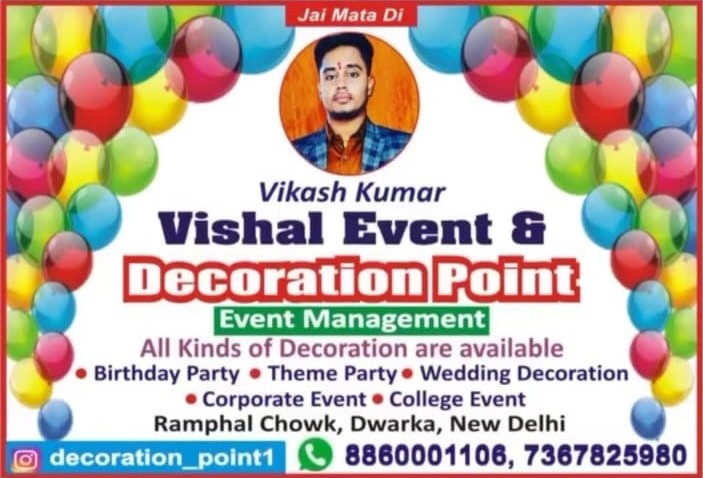 Jai Mata Di
Vikash Kumar
Vishal Event &
Decoration Point
Event Management
All Kinds of Decoration are available
• Birthday Party • Theme Party • Wedding Decoration
• Corporate Event • College Event
Ramphal Chowk, Dwarka, New Delhi
decoration_point1 8860001106, 7367825980